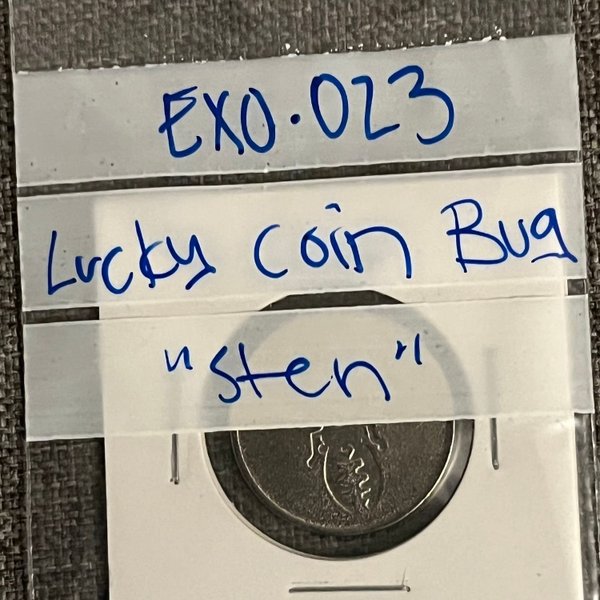 EXO.023
Lucky Coin Bug
"Sten"